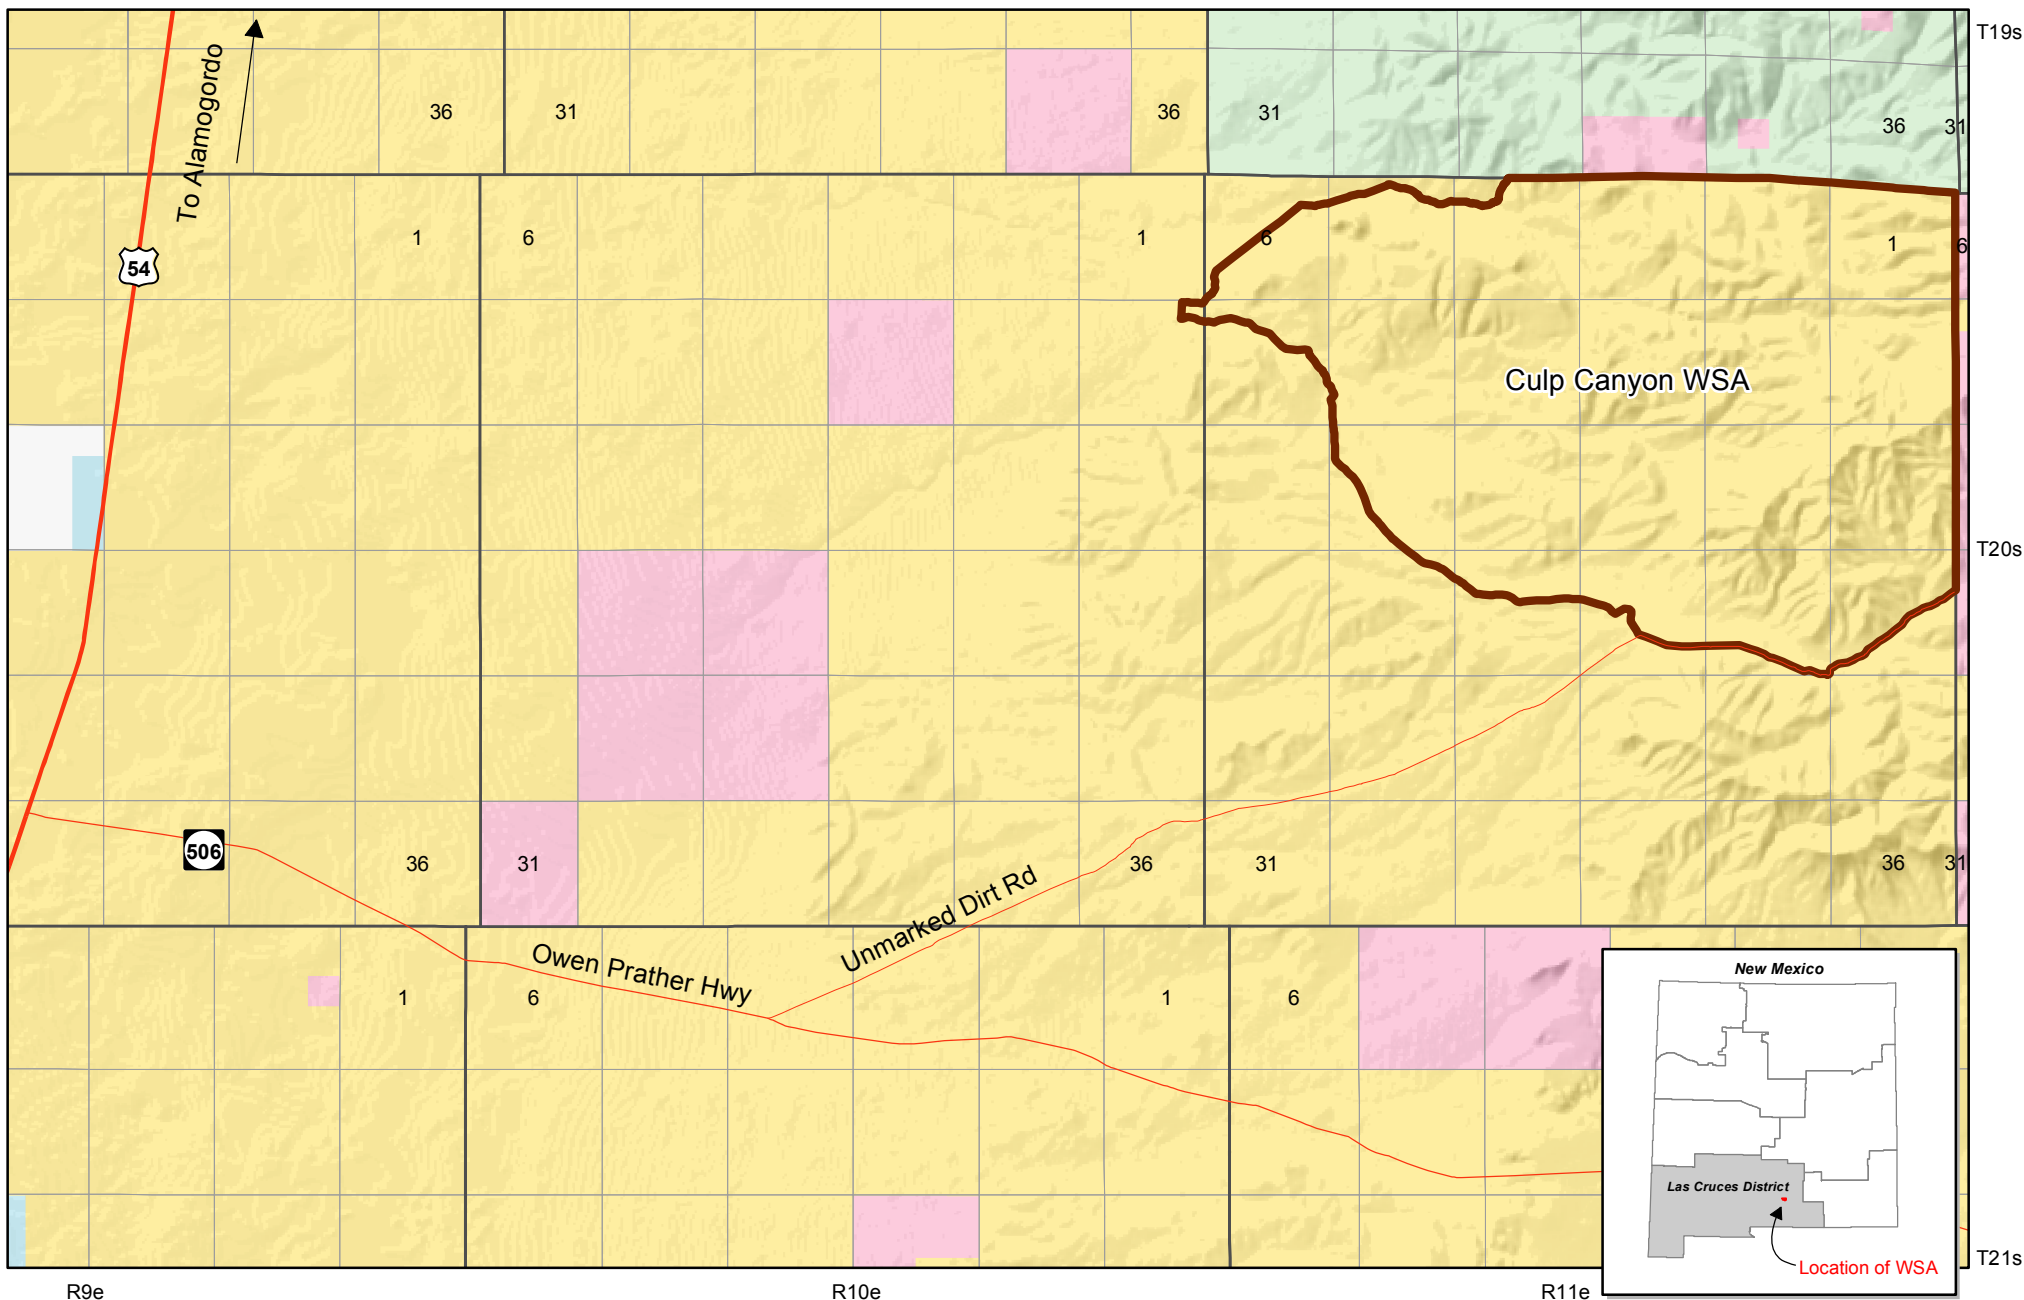 T19s
To Alamogordo
36
31
36
31
36
31
54
1
6
1
6
1
6
Culp Canyon WSA
T20s
506
36
31
36
31
36
31
Unmarked Dirt Rd
Owen Prather Hwy
1
6
1
6
New Mexico
Las Cruces District
Location of WSA
T21s
R9e
R10e
R11e